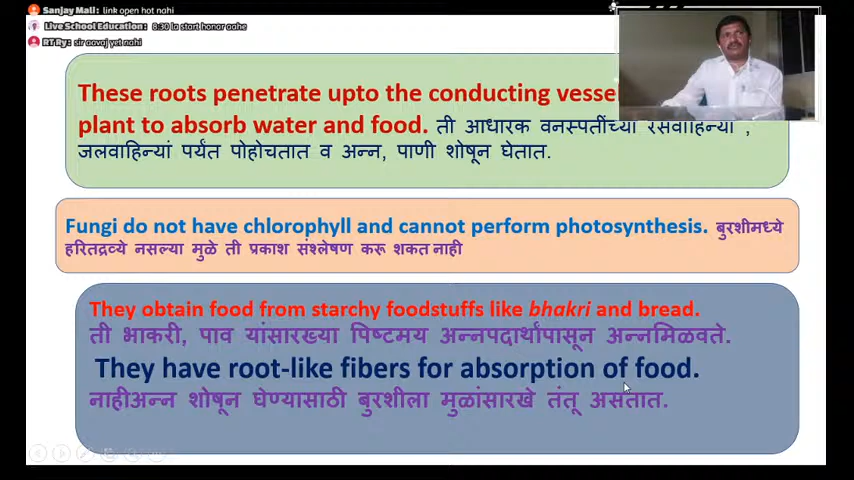 Sanjay Mali: link open hot nahi
Live School Education: 8:30 la start honar aahe
RT Ry: sir aavaj yet nahi
These roots penetrate upto the conducting vessel
plant to absorb water and food. ती आधारक वनस्पतींच्या रसवाहिन्या ,
जलवाहिन्यां पर्यंत पोहोचतात व अन्न, पाणी शोषून घेतात.
Fungi do not have chlorophyll and cannot perform photosynthesis. बुरशीमध्ये
हरितद्रव्ये नसल्या मुळे ती प्रकाश संश्लेषण करू शकत नाही
They obtain food from starchy foodstuffs like bhakri and bread.
ती भाकरी, पाव यांसारख्या पिष्टमय अन्नपदार्थांपासून अन्नमिळवते.
They have root-like fibers for absorption of food.
नाहीअन्न शोषून घेण्यासाठी बुरशीला मुळांसारखे तंतू असतात.